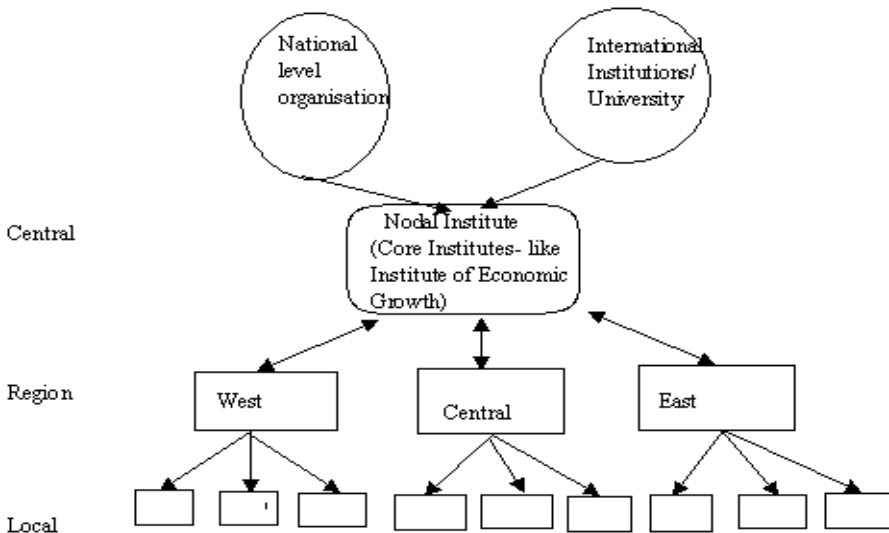 National
level
organisation
International
Institutions/
University
Central
Nodal Institute
(Core Institutes- like
Institute of Economic
Growth)
Region
West
Central
East
Local